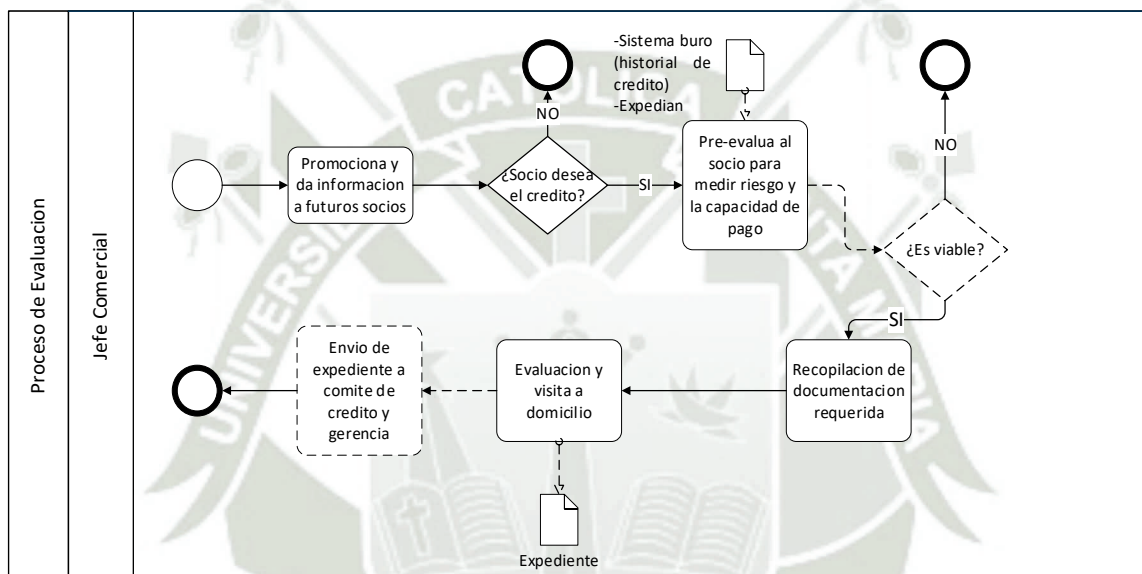 Proceso de Evaluacion
Jefe Comercial
Promociona y
da informacion
a futuros socios
¿Socio desea
el credito?
NO
SI
-Sistema buro
(historial de
credito)
-Expedian
Pre-evalua al
socio para
medir riesgo y
la capacidad de
pago
¿Es viable?
NO
SI
Recopilacion de
documentacion
requerida
Evaluacion y
visita a
domicilio
Expediente
Envio de
expediente a
comite de
credito y
gerencia
CATOLICA